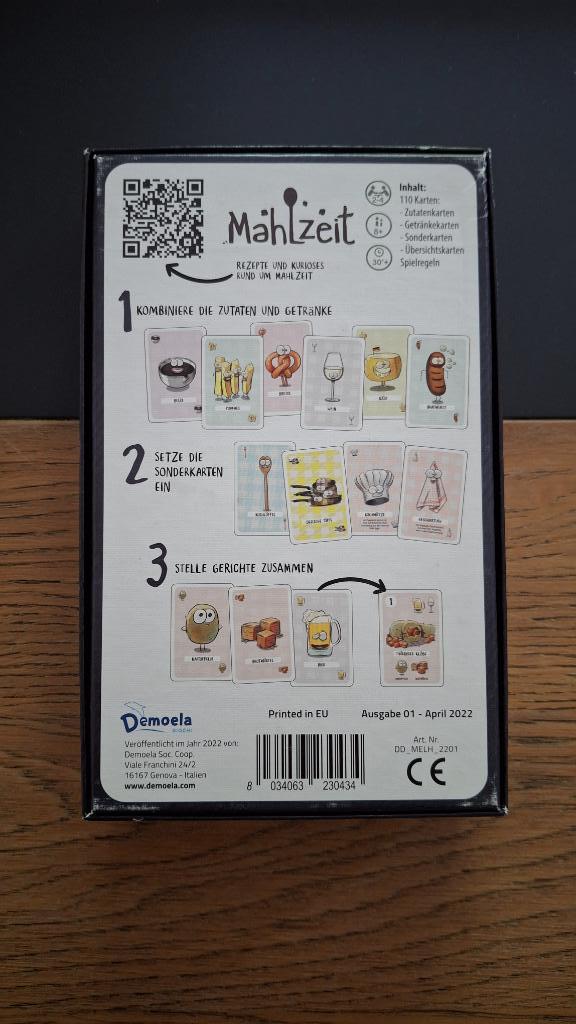 Mahlzeit
REZEPTE UND KURIOSES
RUND UM MAHLZEIT
2-4
8+
30'+
Inhalt:
110 Karten:
- Zutatenkarten
- Getränkekarten
- Sonderkarten
- Übersichtskarten
Spielregeln
1 KOMBINIERE DIE ZUTATEN UND GETRÄNKE
WEIN
2 SETZE DIE
SONDERKARTEN
EIN
3 STELLE GERICHTE ZUSAMMEN
KARTOFFELN
BIER
1
Demoela
GIOCHI
Printed in EU
Ausgabe 01 - April 2022
Veröffentlicht im Jahr 2022 von:
Demoela Soc. Coop.
Viale Franchini 24/2
16167 Genova - Italien
www.demoela.com
8 034063 230434
Art. Nr.
DD_MELH_2201
CE